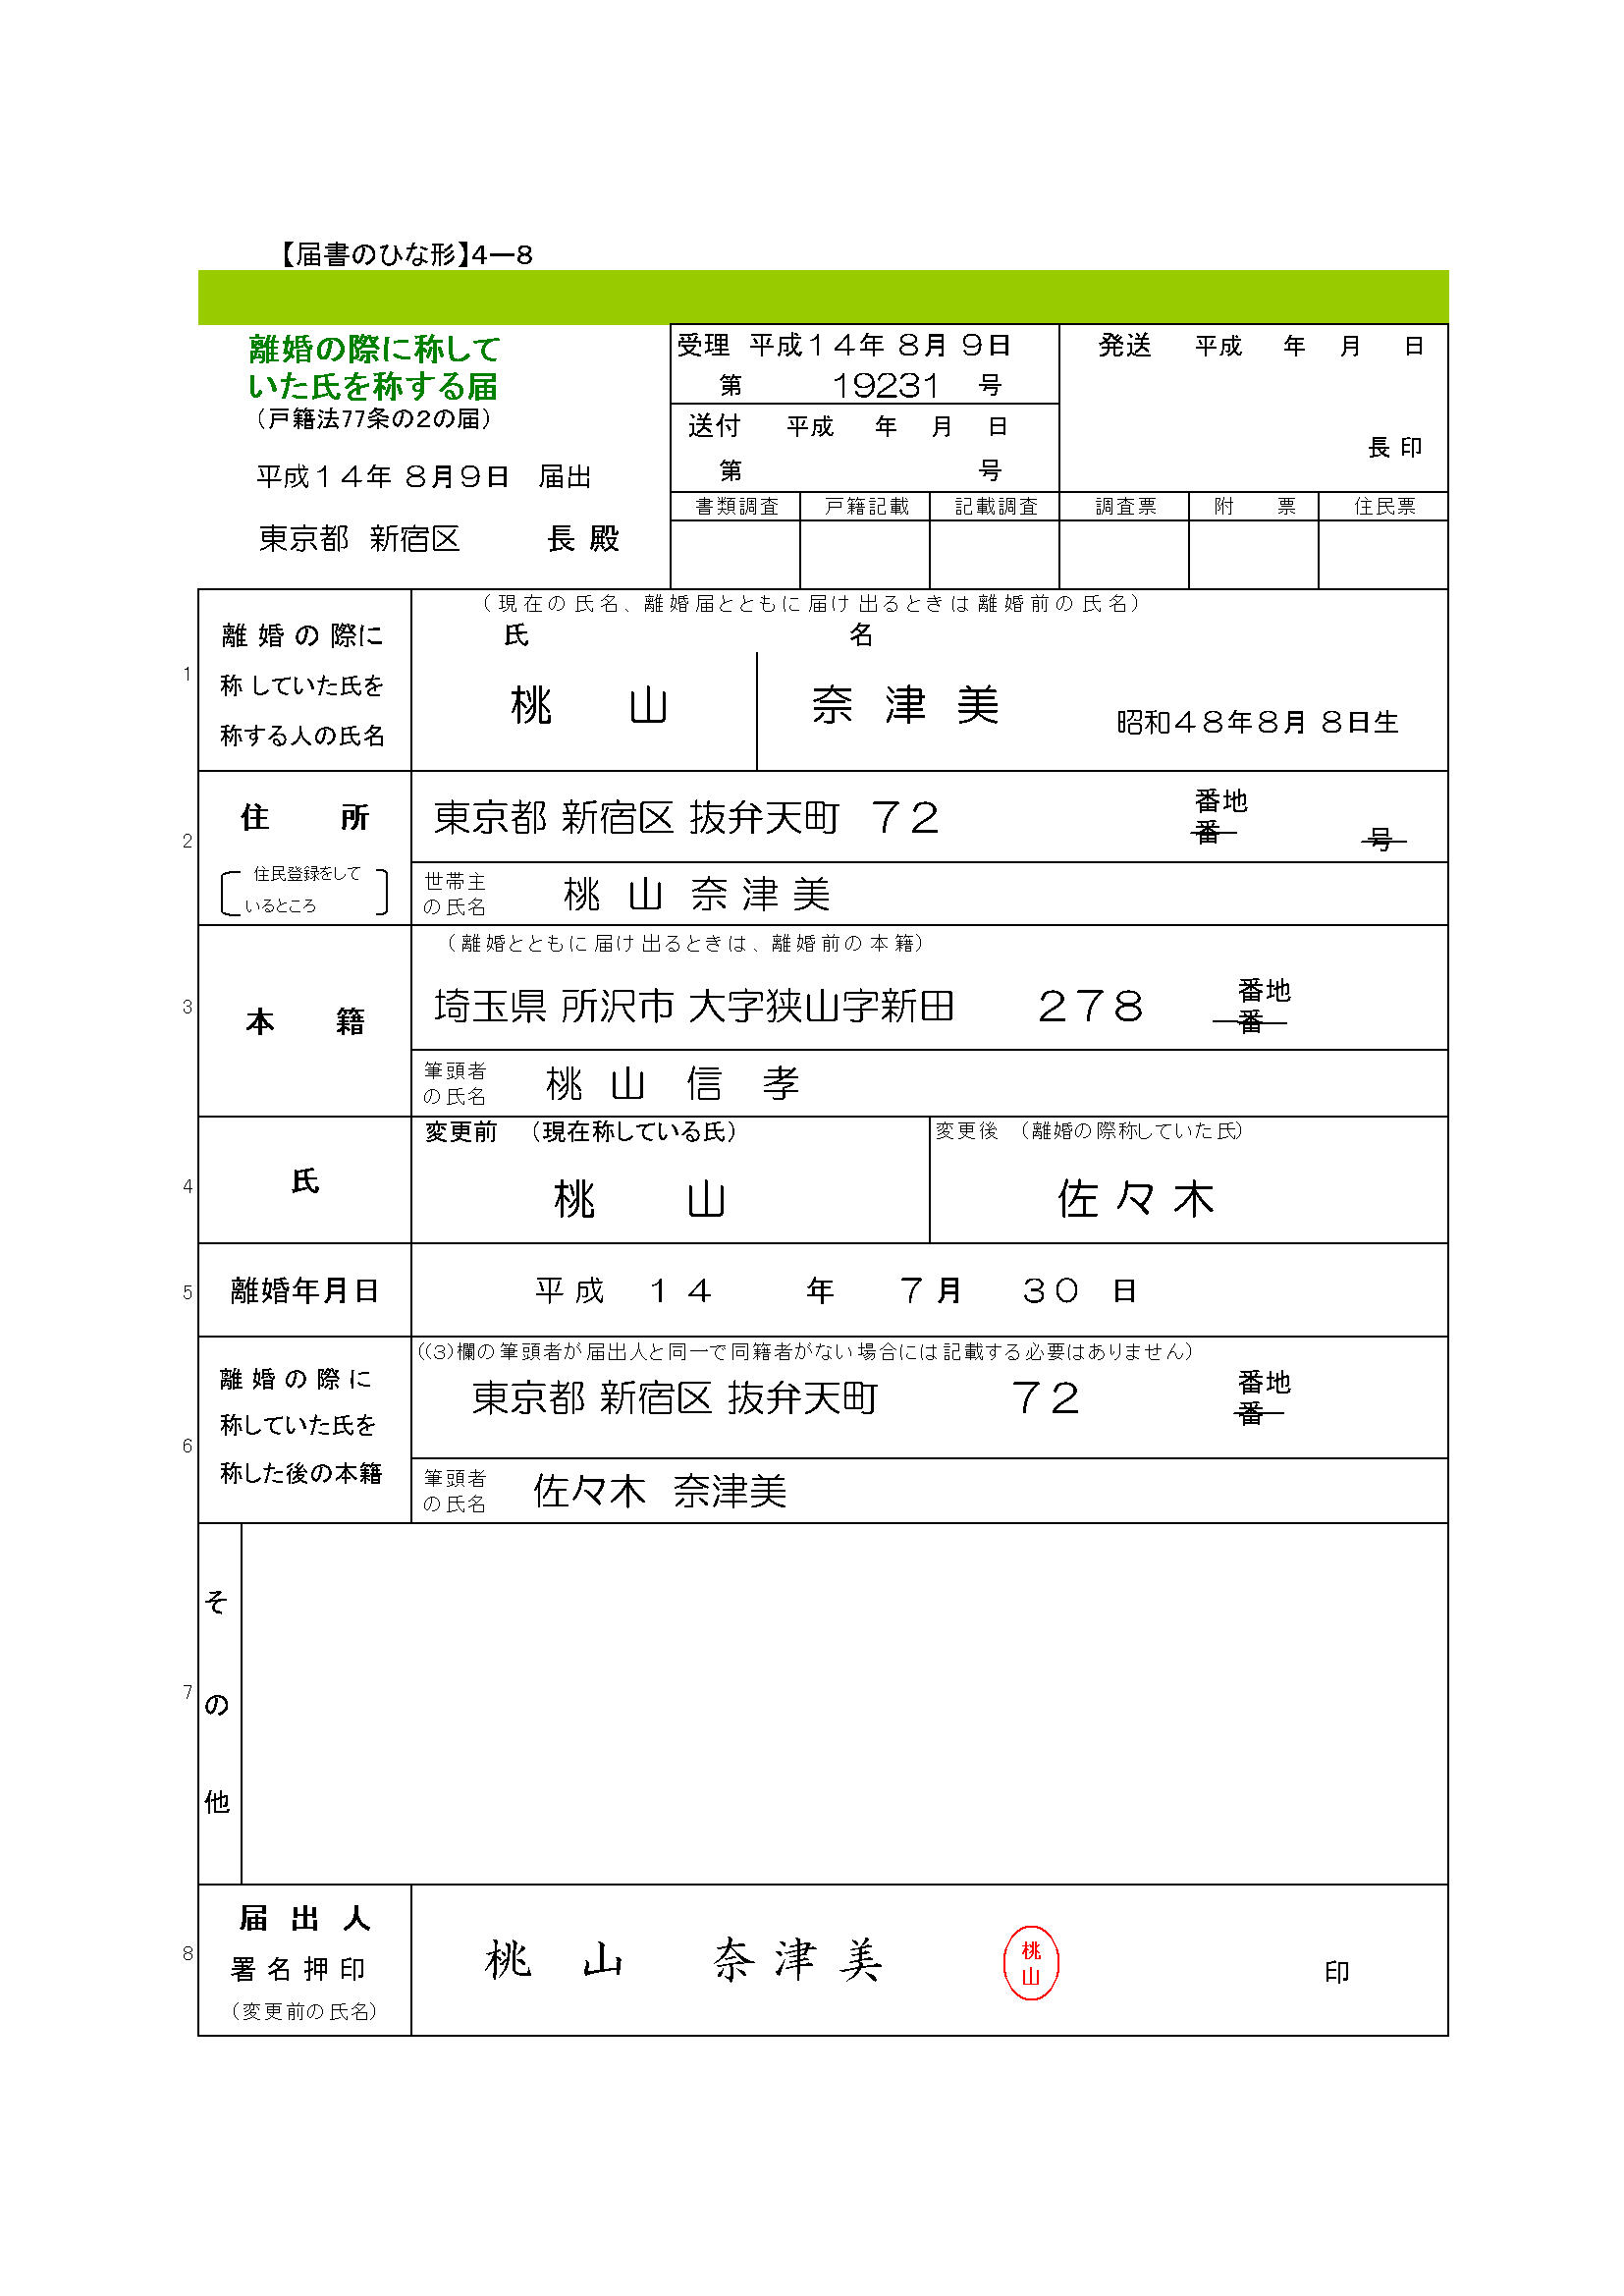 【届書のひな形】4―8
離婚の際に称して
いた氏を称する届
（戸籍法77条の2の届）
平成１４年 ８月９日 届出
東京都 新宿区 長 殿
受理 平成１４年 ８月 ９日
第 19231 号
送付 平成 年 月 日
第 号
発送 平成 年 月 日
長 印
書類調査 戸籍記載 記載調査 調査票 附 票 住民票
1
離 婚 の 際に
称 していた氏を
称する人の氏名
（現在の氏名、離婚届とともに届け出るときは離婚前の氏名）
氏 名
桃 山 奈 津 美 昭和４８年８月 ８日生
2
住 所
住民登録をして
いるところ
東京都 新宿区 抜弁天町 ７２ 番地
番 号
世帯主
の氏名
桃 山 奈 津 美
3
本 籍
（離婚とともに届け出るときは、離婚前の本籍）
埼玉県 所沢市 大字狭山字新田 ２７８ 番地
番
筆頭者
の氏名
桃 山 信 孝
4
氏
変更前 （現在称している氏）
桃 山
変更後 （離婚の際称していた氏）
佐 々 木
5
離婚年月日
平 成 １ ４ 年 ７ 月 ３０ 日
6
離 婚 の 際 に
称していた氏を
称した後の本籍
（(3)欄の筆頭者が届出人と同一で同籍者がない場合には記載する必要はありません）
東京都 新宿区 抜弁天町 ７２ 番地
番
筆頭者
の氏名
佐々木 奈津美
7
そ
の
他
8
届 出 人
署 名 押 印
（変更前の氏名）
桃 山 奈 津 美
桃
山
印